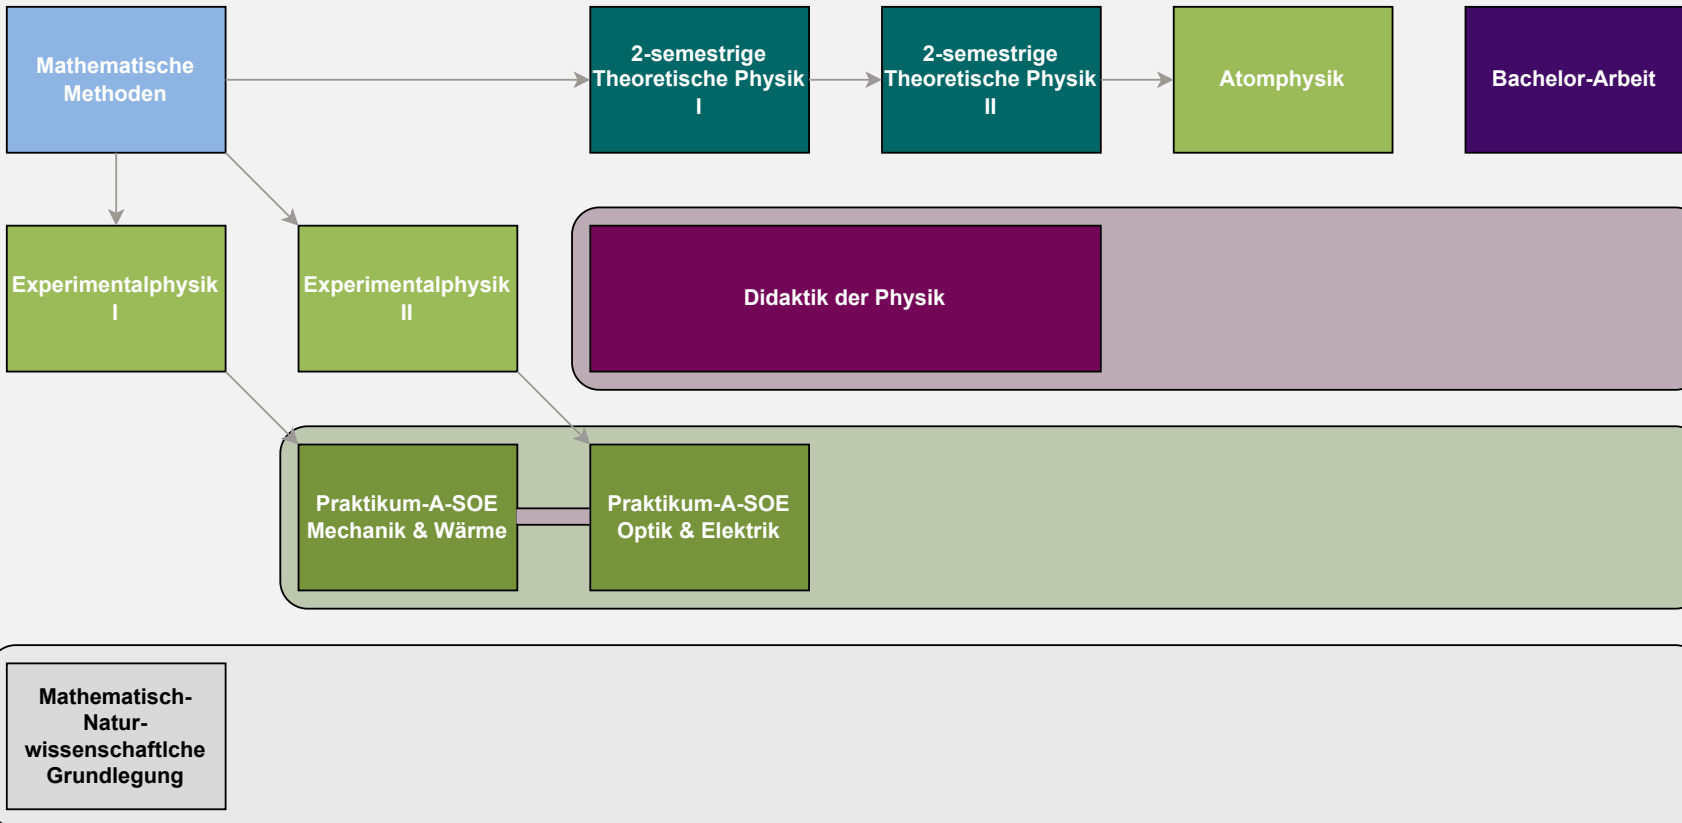 Mathematische
Methoden
2-semestrige
Theoretische Physik
I
2-semestrige
Theoretische Physik
II
Atomphysik
Bachelor-Arbeit
Experimentalphysik
I
Experimentalphysik
II
Didaktik der Physik
Praktikum-A-SOE
Mechanik & Wärme
Praktikum-A-SOE
Optik & Elektrik
Mathematisch-
Natur-
wissenschaftlche
Grundlegung